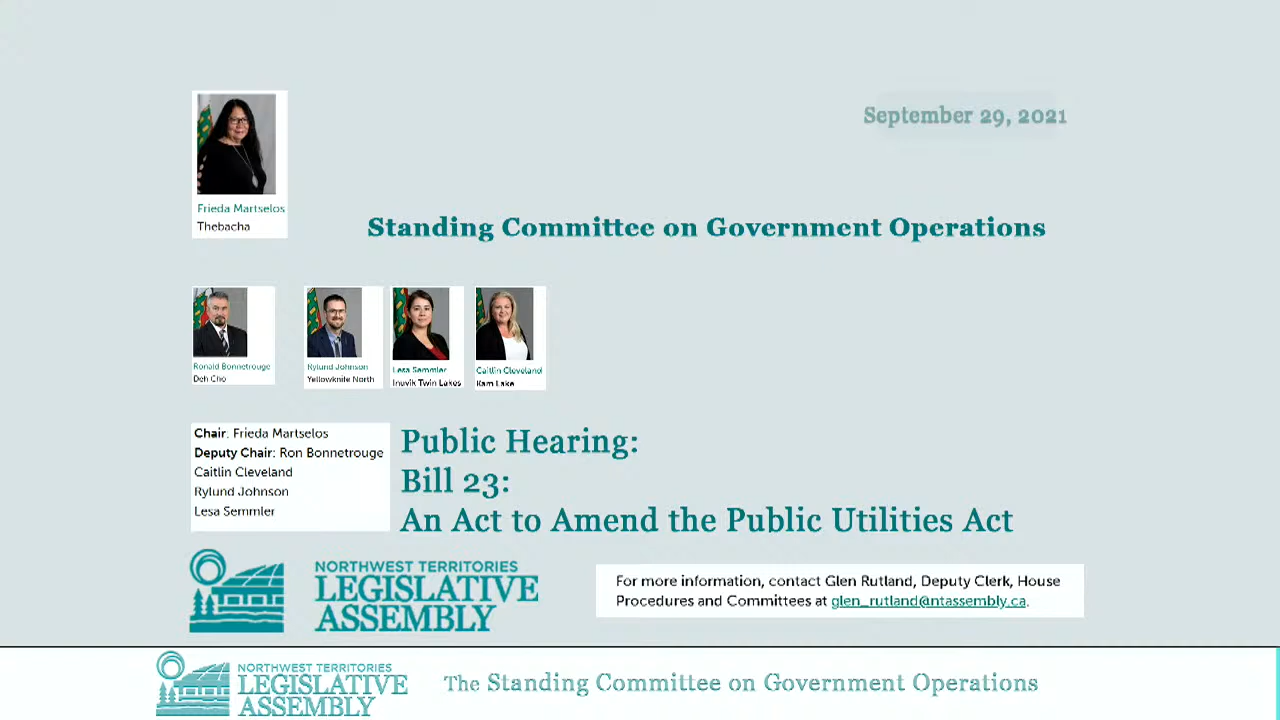 September 29, 2021
Frieda Martselos
Thebacha
Standing Committee on Government Operations
Ronald Bonnetrouge
Deh Cho
Rylund Johnson
Yellowknife North
Lesa Semmler
Inuvik Twin Lakes
Caitlin Cleveland
Kam Lake
Chair: Frieda Martselos
Deputy Chair: Ron Bonnetrouge
Caitlin Cleveland
Rylund Johnson
Lesa Semmler
Public Hearing:
Bill 23:
An Act to Amend the Public Utilities Act
NORTHWEST TERRITORIES
LEGISLATIVE
ASSEMBLY
For more information, contact Glen Rutland, Deputy Clerk, House
Procedures and Committees at glen_rutland@ntassembly.ca.
NORTHWEST TERRITORIES
LEGISLATIVE
ASSEMBLY
The Standing Committee on Government Operations